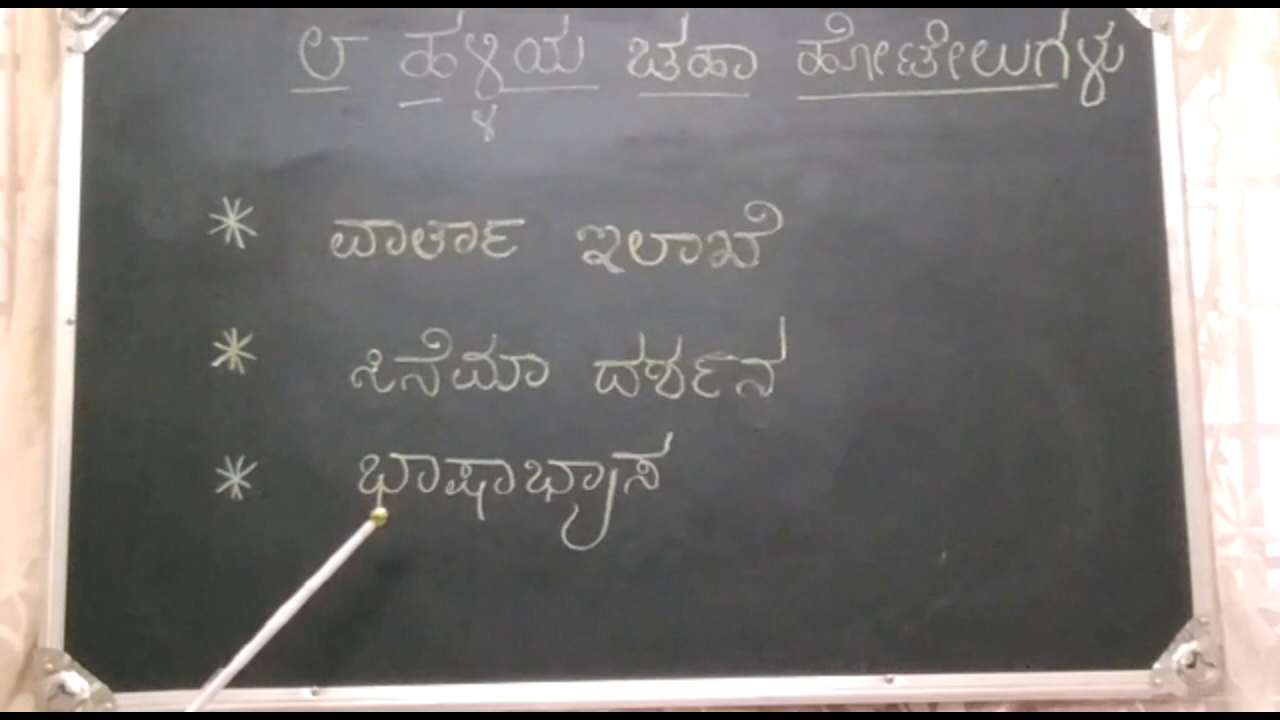 ೮ ಹಳ್ಳಿಯ ಚಹಾ ಹೋಟೇಲುಗಳು
* ವಾರ್ತಾ ಇಲಾಖೆ
* ಸಿನೆಮಾ ದರ್ಶನ
* ಭಾಷಾಭ್ಯಾಸ